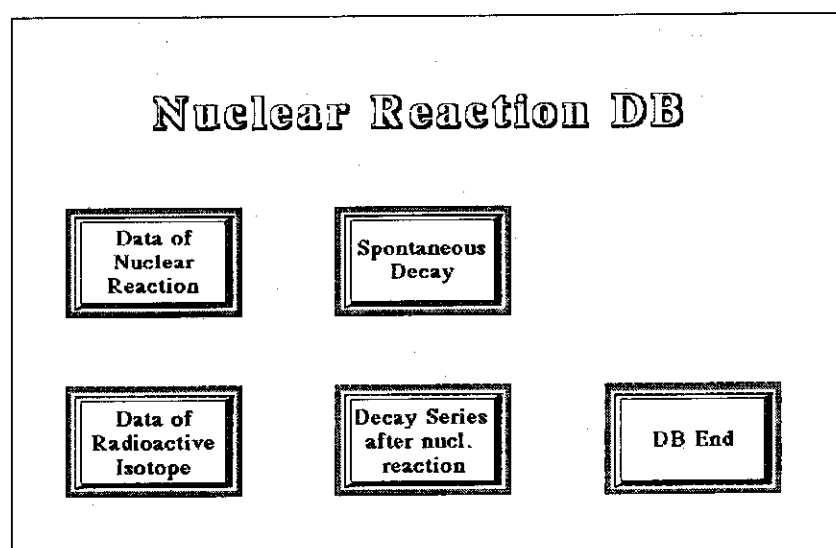 Nuclear Reaction DB
Data of
Nuclear
Reaction
Spontaneous
Decay
Data of
Radioactive
Isotope
Decay Series
after nucl.
reaction
DB End